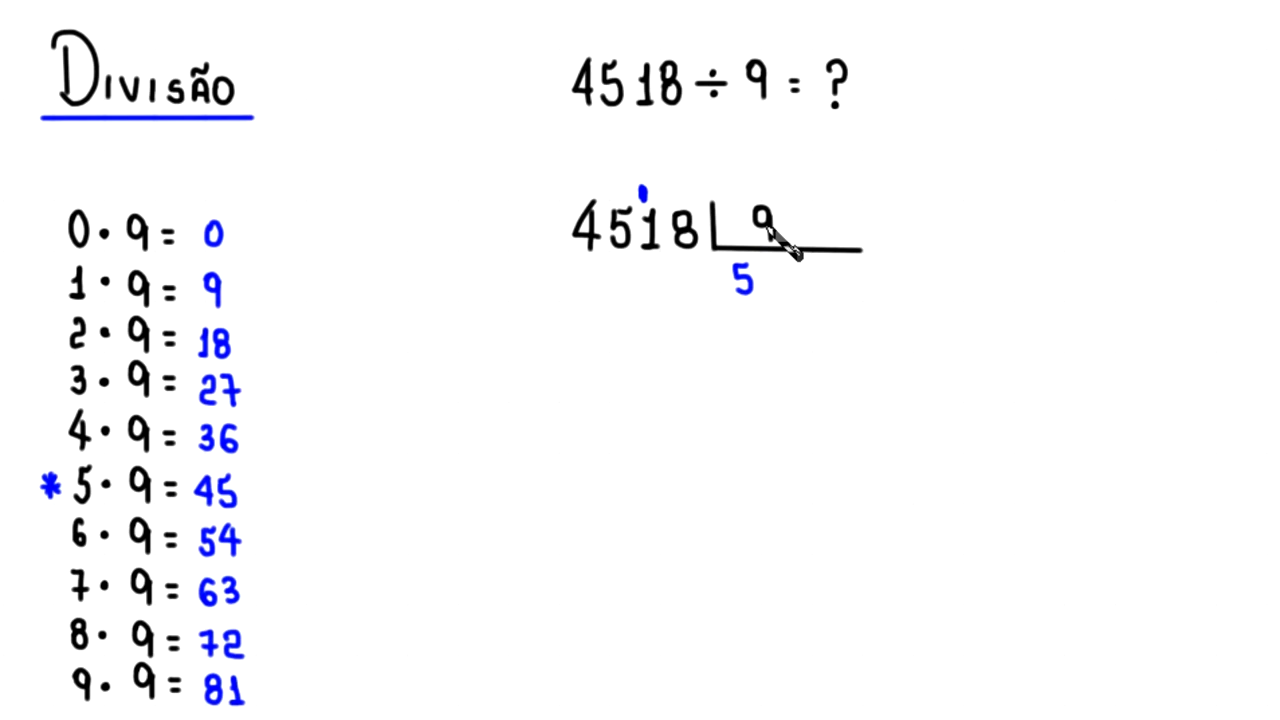 DIVISÃO
4518 ÷ 9 = ?
4518 9
5
0 · 9 = 0
1 · 9 = 9
2 · 9 = 18
3 · 9 = 27
4 · 9 = 36
* 5 · 9 = 45
6 · 9 = 54
7 · 9 = 63
8 · 9 = 72
9 · 9 = 81